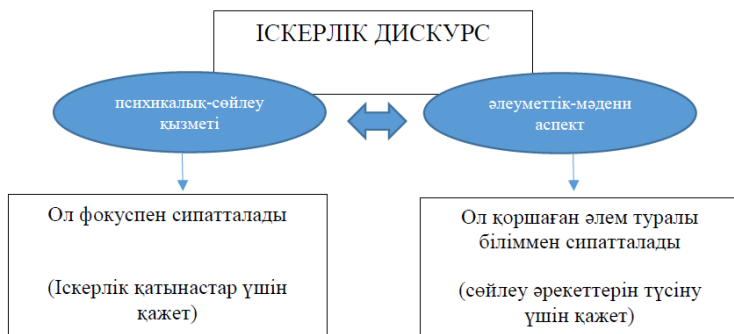 ІСКЕРЛІК ДИСКУРС
психикалық-сөйлеу
қызметі
әлеуметтік-мәдени
аспект
Ол фокуспен сипатталады
(Іскерлік қатынастар үшін
қажет)
Ол қоршаған әлем туралы
біліммен сипатталады
(сөйлеу әрекеттерін түсіну
үшін қажет)